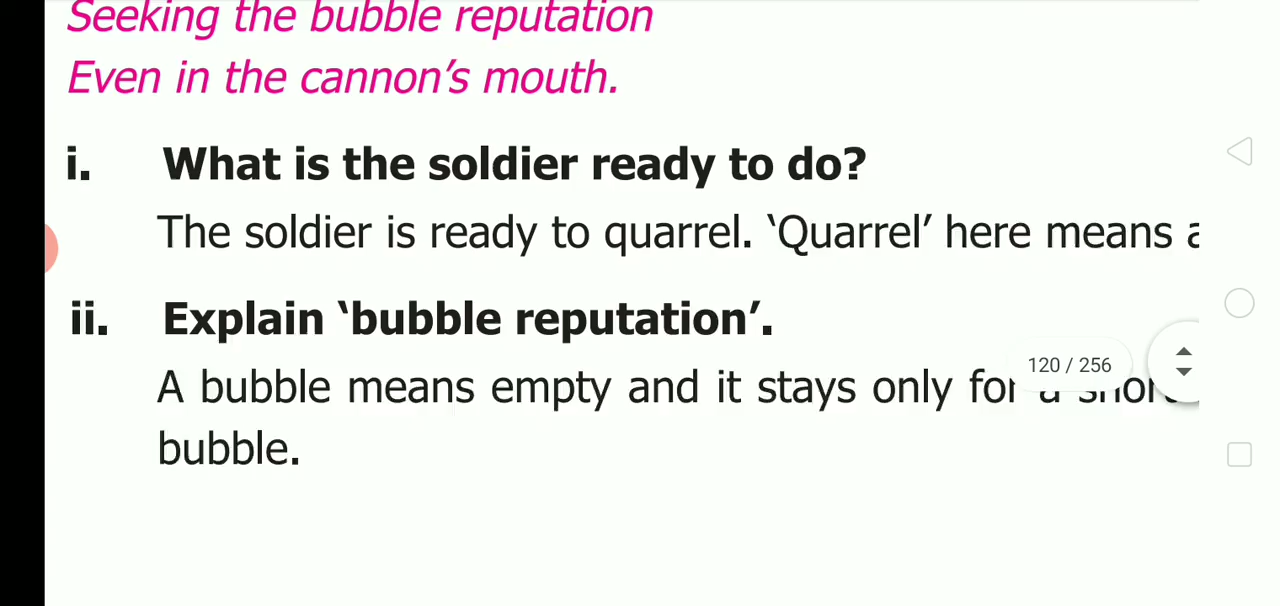 Seeking the bubble reputation
Even in the cannon's mouth.
i. What is the soldier ready to do?
The soldier is ready to quarrel. ‘Quarrel’ here means
ii. Explain ‘bubble reputation’.
A bubble means empty and it stays only for a
120 / 256
bubble.